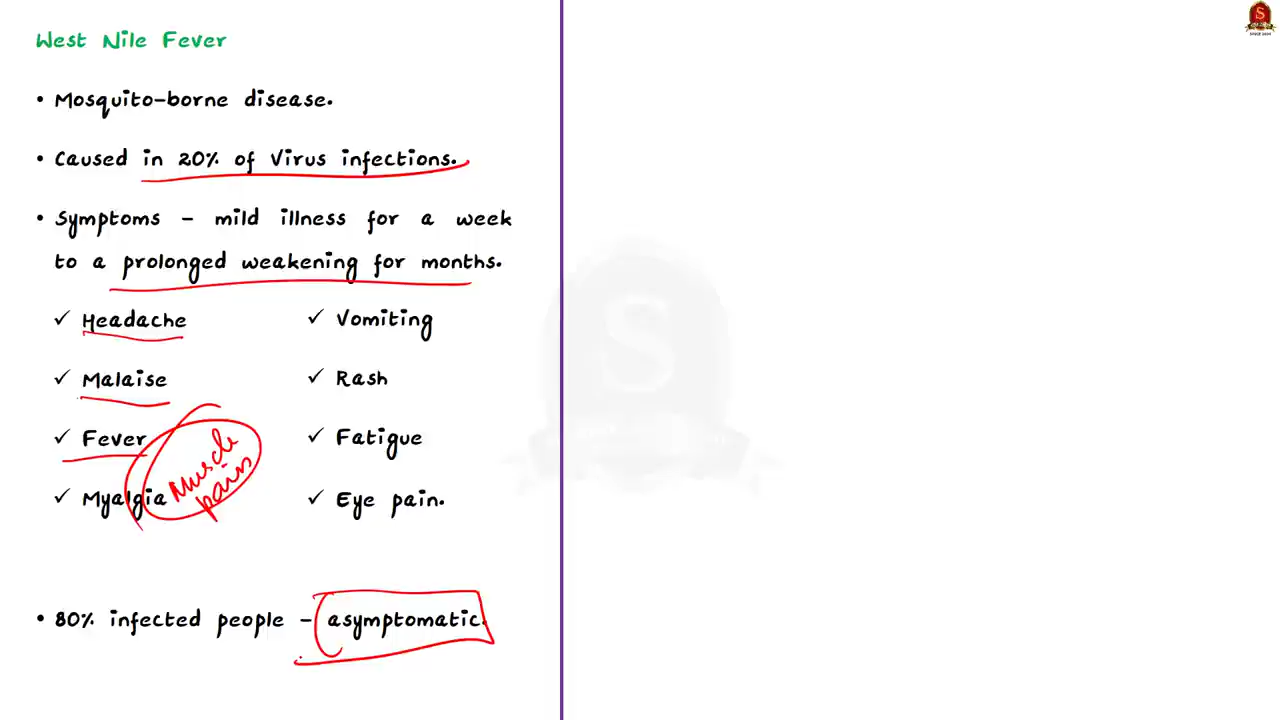 West Nile Fever
• Mosquito-borne disease.
• Caused in 20% of Virus infections.
• Symptoms - mild illness for a week
to a prolonged weakening for months.
✓ Headache ✓ Vomiting
✓ Malaise ✓ Rash
✓ Fever ✓ Fatigue
Muscle
pains
✓ Myalgia ✓ Eye pain.
• 80% infected people - asymptomatic.
S
S